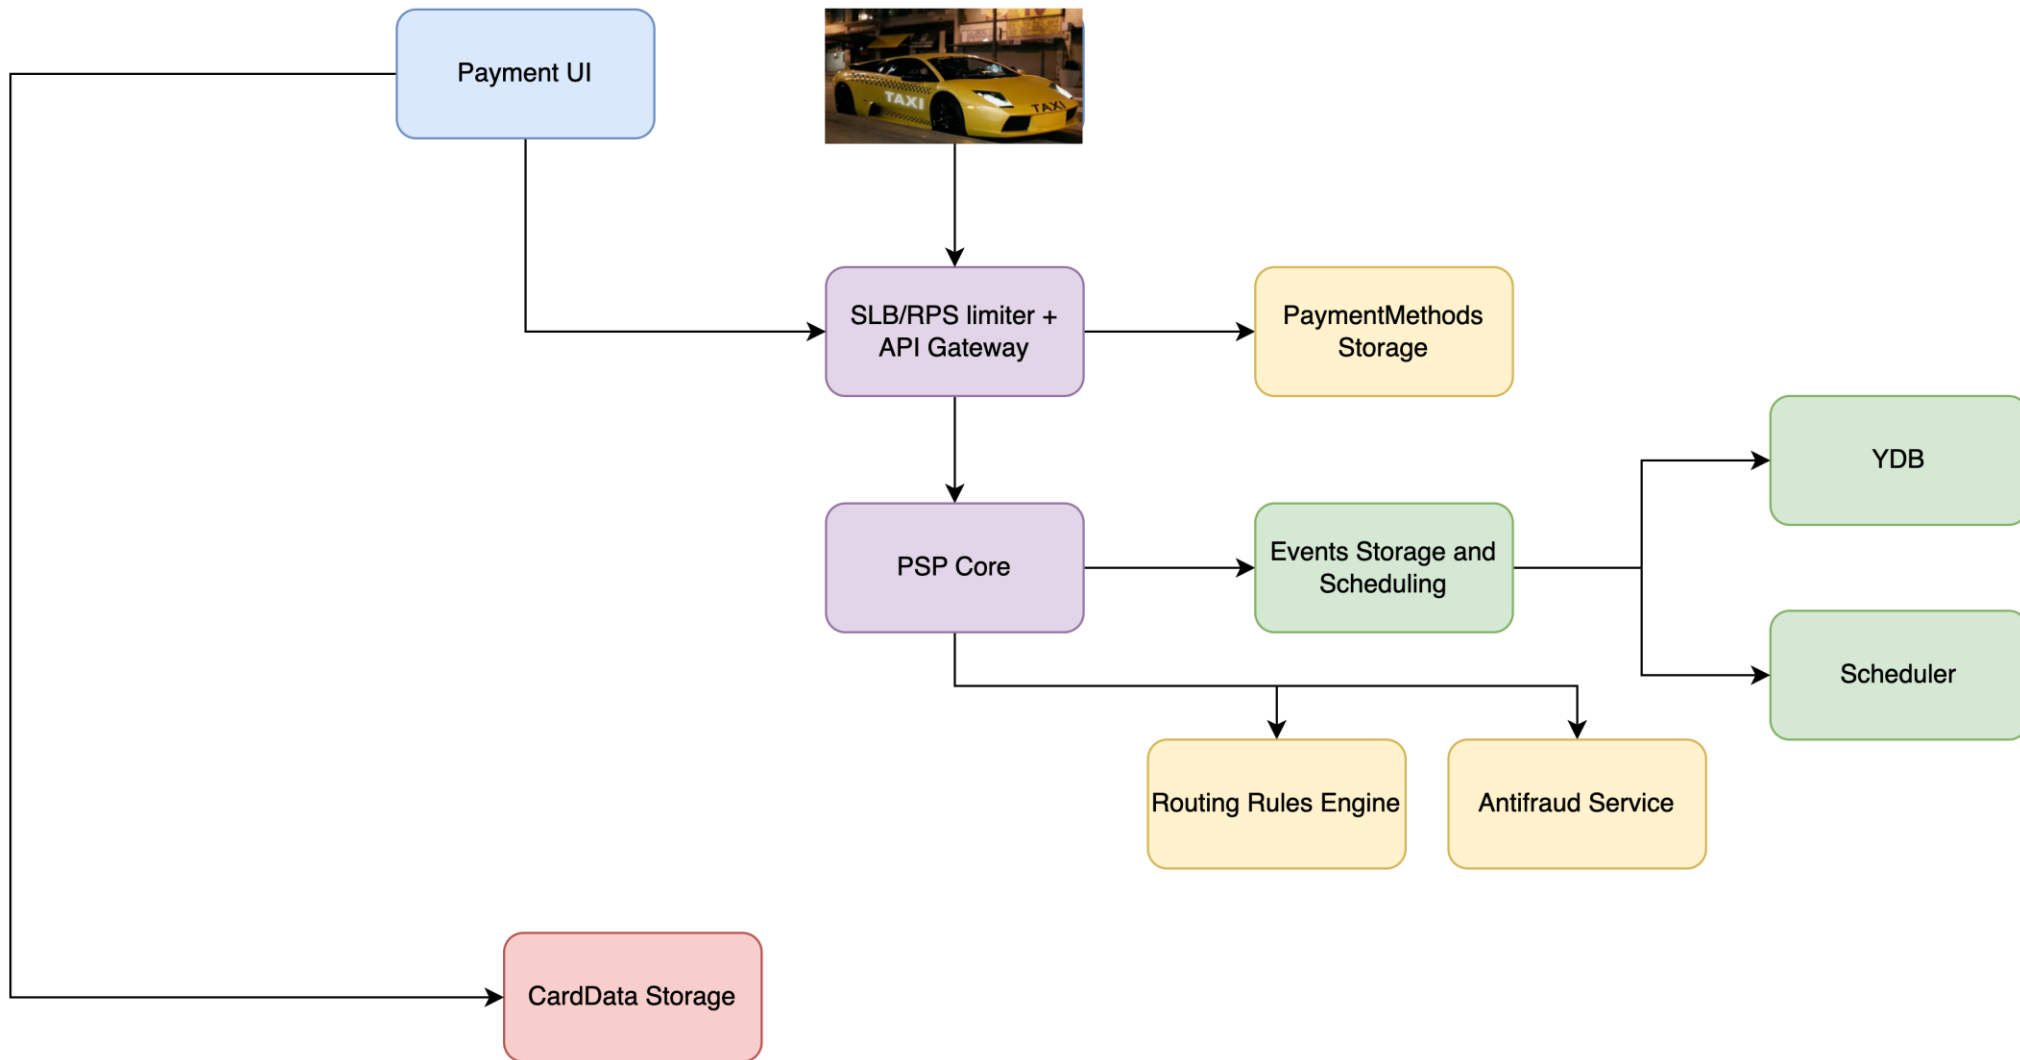 Payment UI
TAXI
TAXI
SLB/RPS limiter +
API Gateway
PaymentMethods
Storage
YDB
PSP Core
Events Storage and
Scheduling
Scheduler
Routing Rules Engine
Antifraud Service
CardData Storage